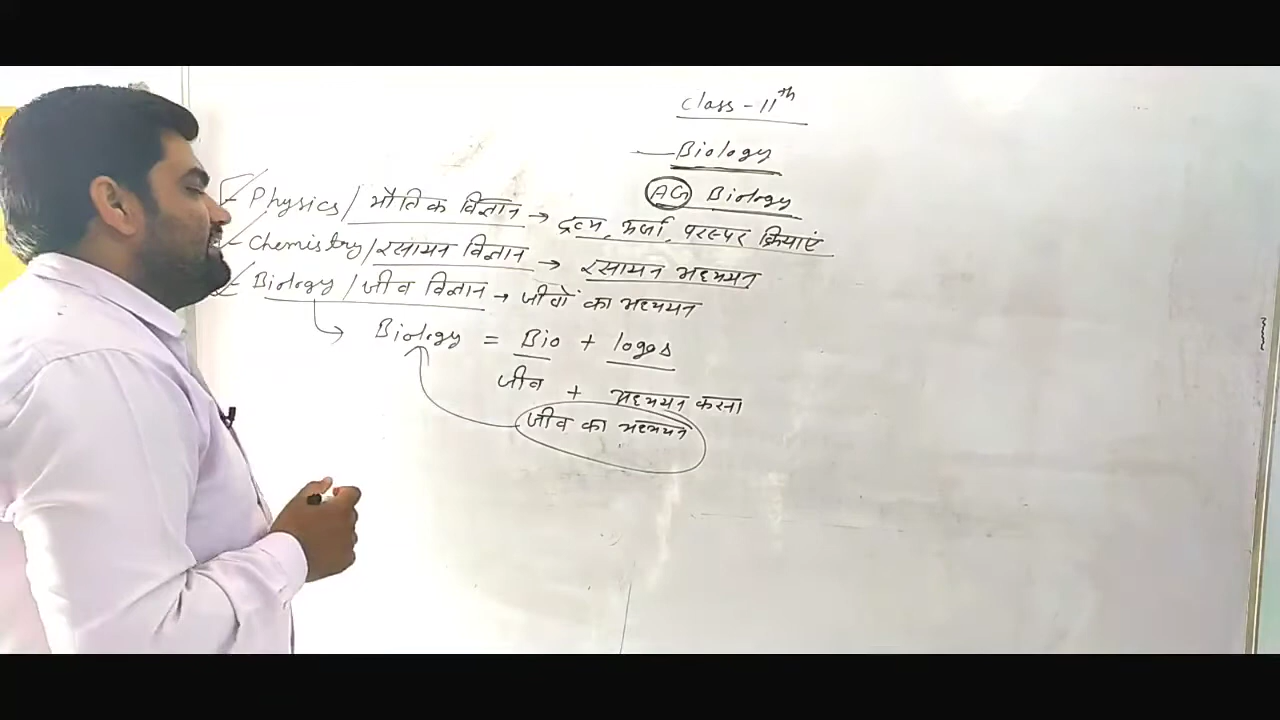 Class - 11th
Biology
AG Biology
Physics / भौतिक विज्ञान → द्रव्य, ऊर्जा, परस्पर क्रियाएं
Chemistry / रसायन विज्ञान → रसायन अध्ययन
Biology / जीव विज्ञान → जीवों का अध्ययन
Biology = Bio + logos
जीव + अध्ययन करना
जीव का अध्ययन